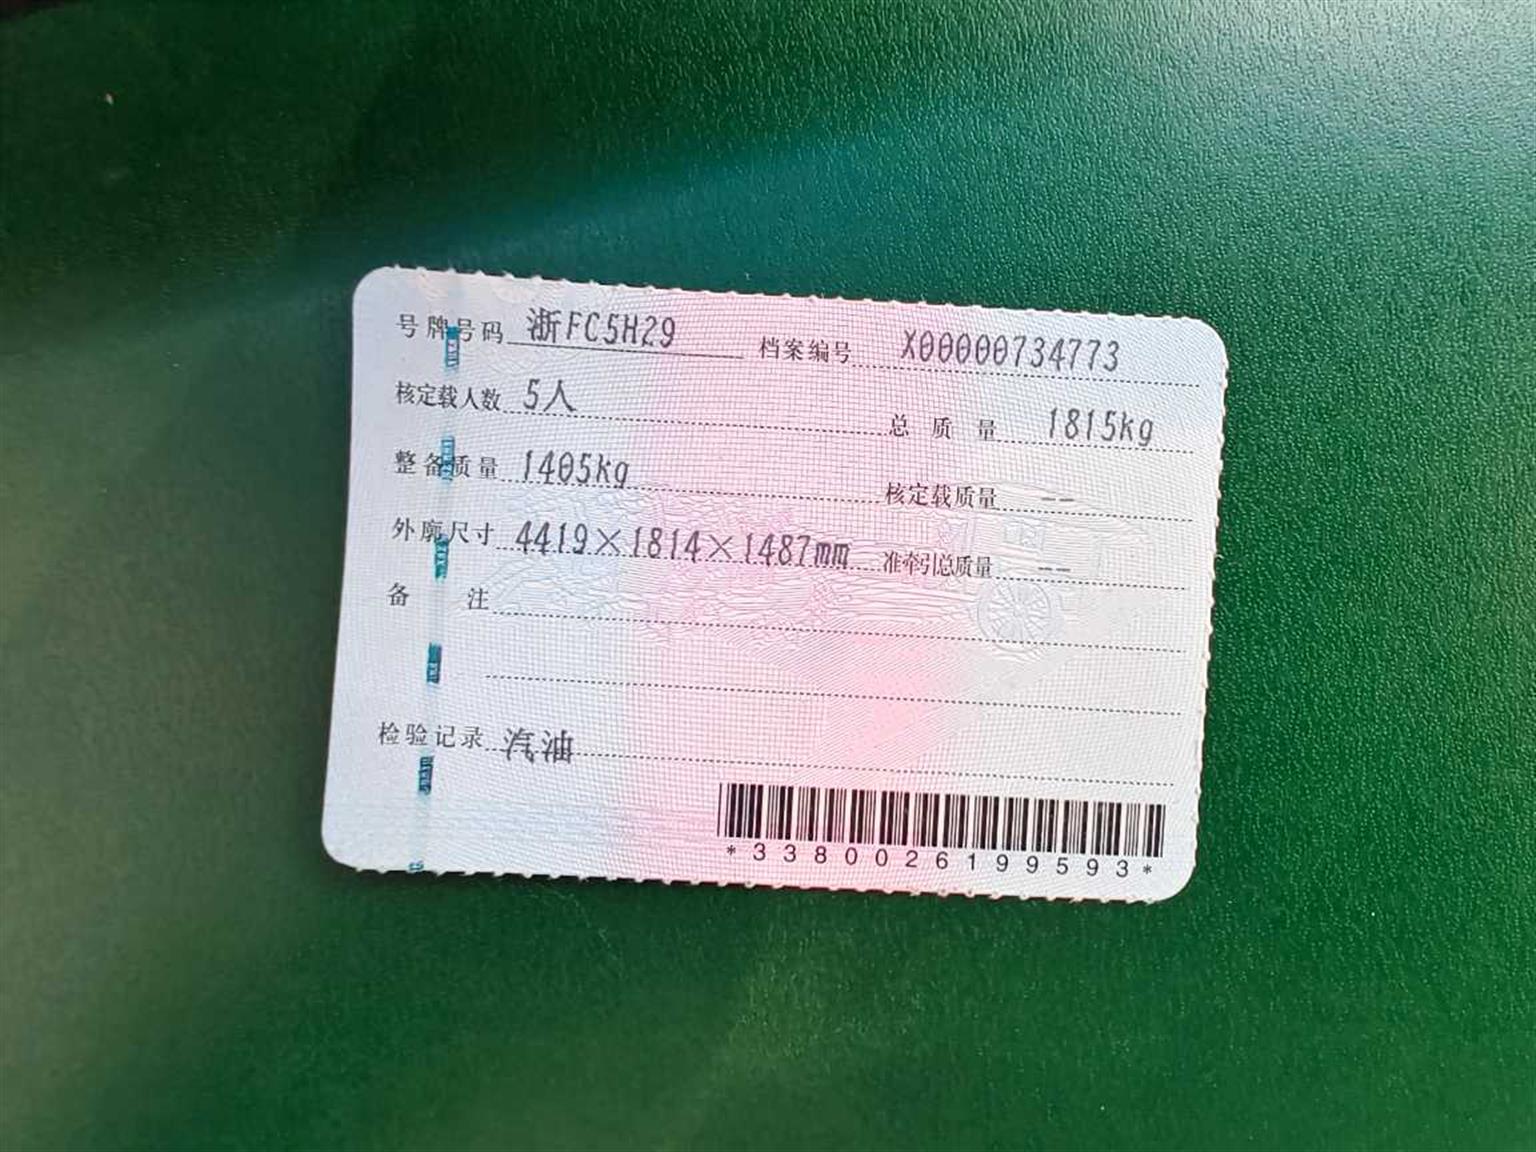 号牌号码 浙FC5H29 档案编号 X00000734773
核定载人数 5人 总质量 1815kg
整备质量 1405kg 核定载质量 --
外廓尺寸 4419×1814×1487mm 准牵引总质量 --
备注
检验记录 汽油
*3380026199593*